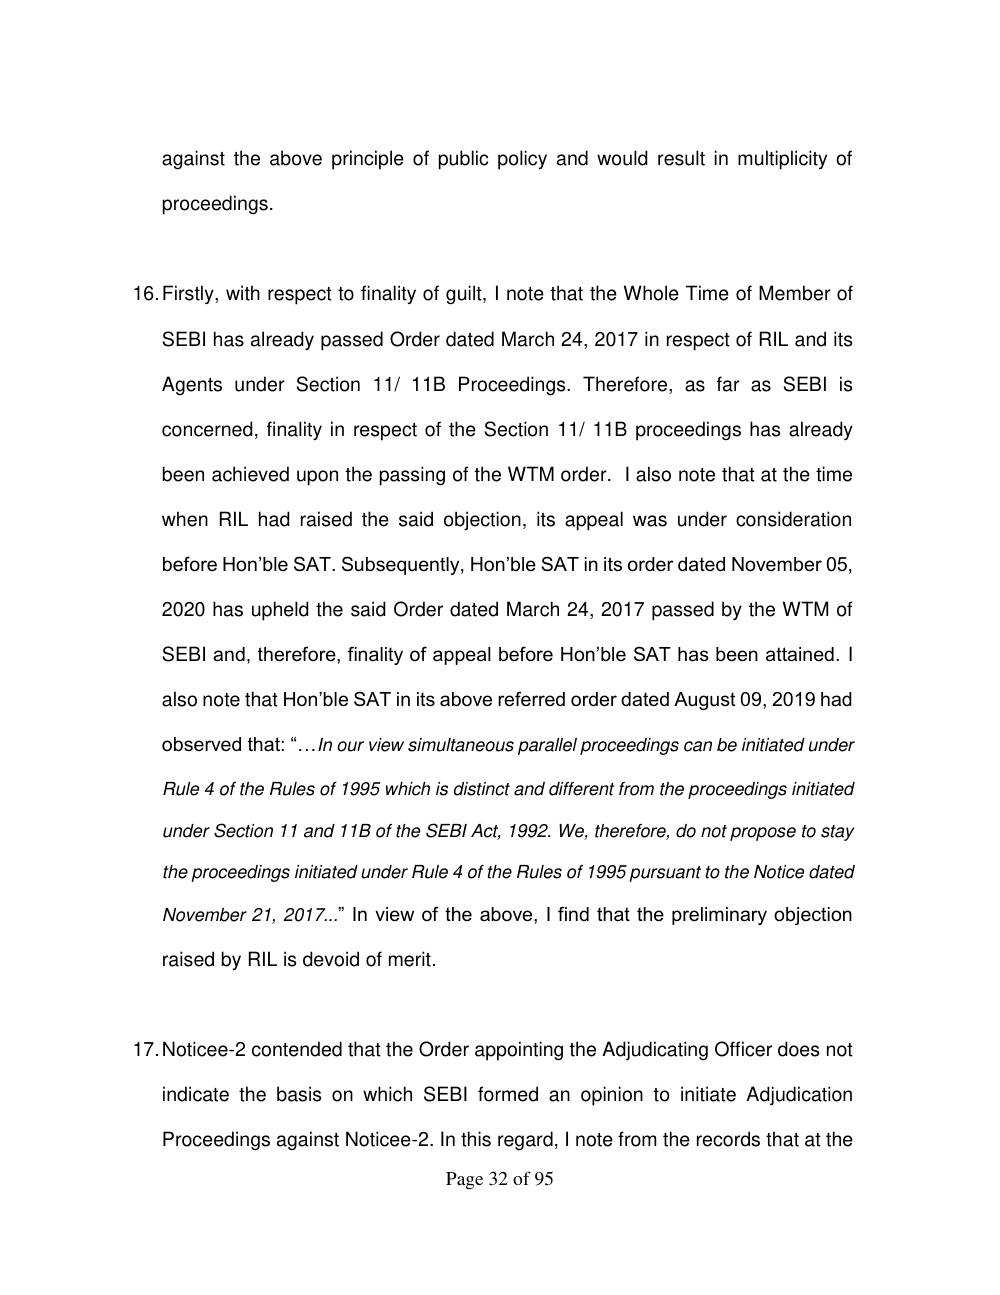 against the above principle of public policy and would result in multiplicity of
proceedings.
16. Firstly, with respect to finality of guilt, I note that the Whole Time of Member of
SEBI has already passed Order dated March 24, 2017 in respect of RIL and its
Agents under Section 11/ 11B Proceedings. Therefore, as far as SEBI is
concerned, finality in respect of the Section 11/ 11B proceedings has already
been achieved upon the passing of the WTM order.  I also note that at the time
when RIL had raised the said objection, its appeal was under consideration
before Hon’ble SAT. Subsequently, Hon’ble SAT in its order dated November 05,
2020 has upheld the said Order dated March 24, 2017 passed by the WTM of
SEBI and, therefore, finality of appeal before Hon’ble SAT has been attained. I
also note that Hon’ble SAT in its above referred order dated August 09, 2019 had
observed that: “…In our view simultaneous parallel proceedings can be initiated under
Rule 4 of the Rules of 1995 which is distinct and different from the proceedings initiated
under Section 11 and 11B of the SEBI Act, 1992. We, therefore, do not propose to stay
the proceedings initiated under Rule 4 of the Rules of 1995 pursuant to the Notice dated
November 21, 2017...” In view of the above, I find that the preliminary objection
raised by RIL is devoid of merit.
17. Noticee-2 contended that the Order appointing the Adjudicating Officer does not
indicate the basis on which SEBI formed an opinion to initiate Adjudication
Proceedings against Noticee-2. In this regard, I note from the records that at the
Page 32 of 95